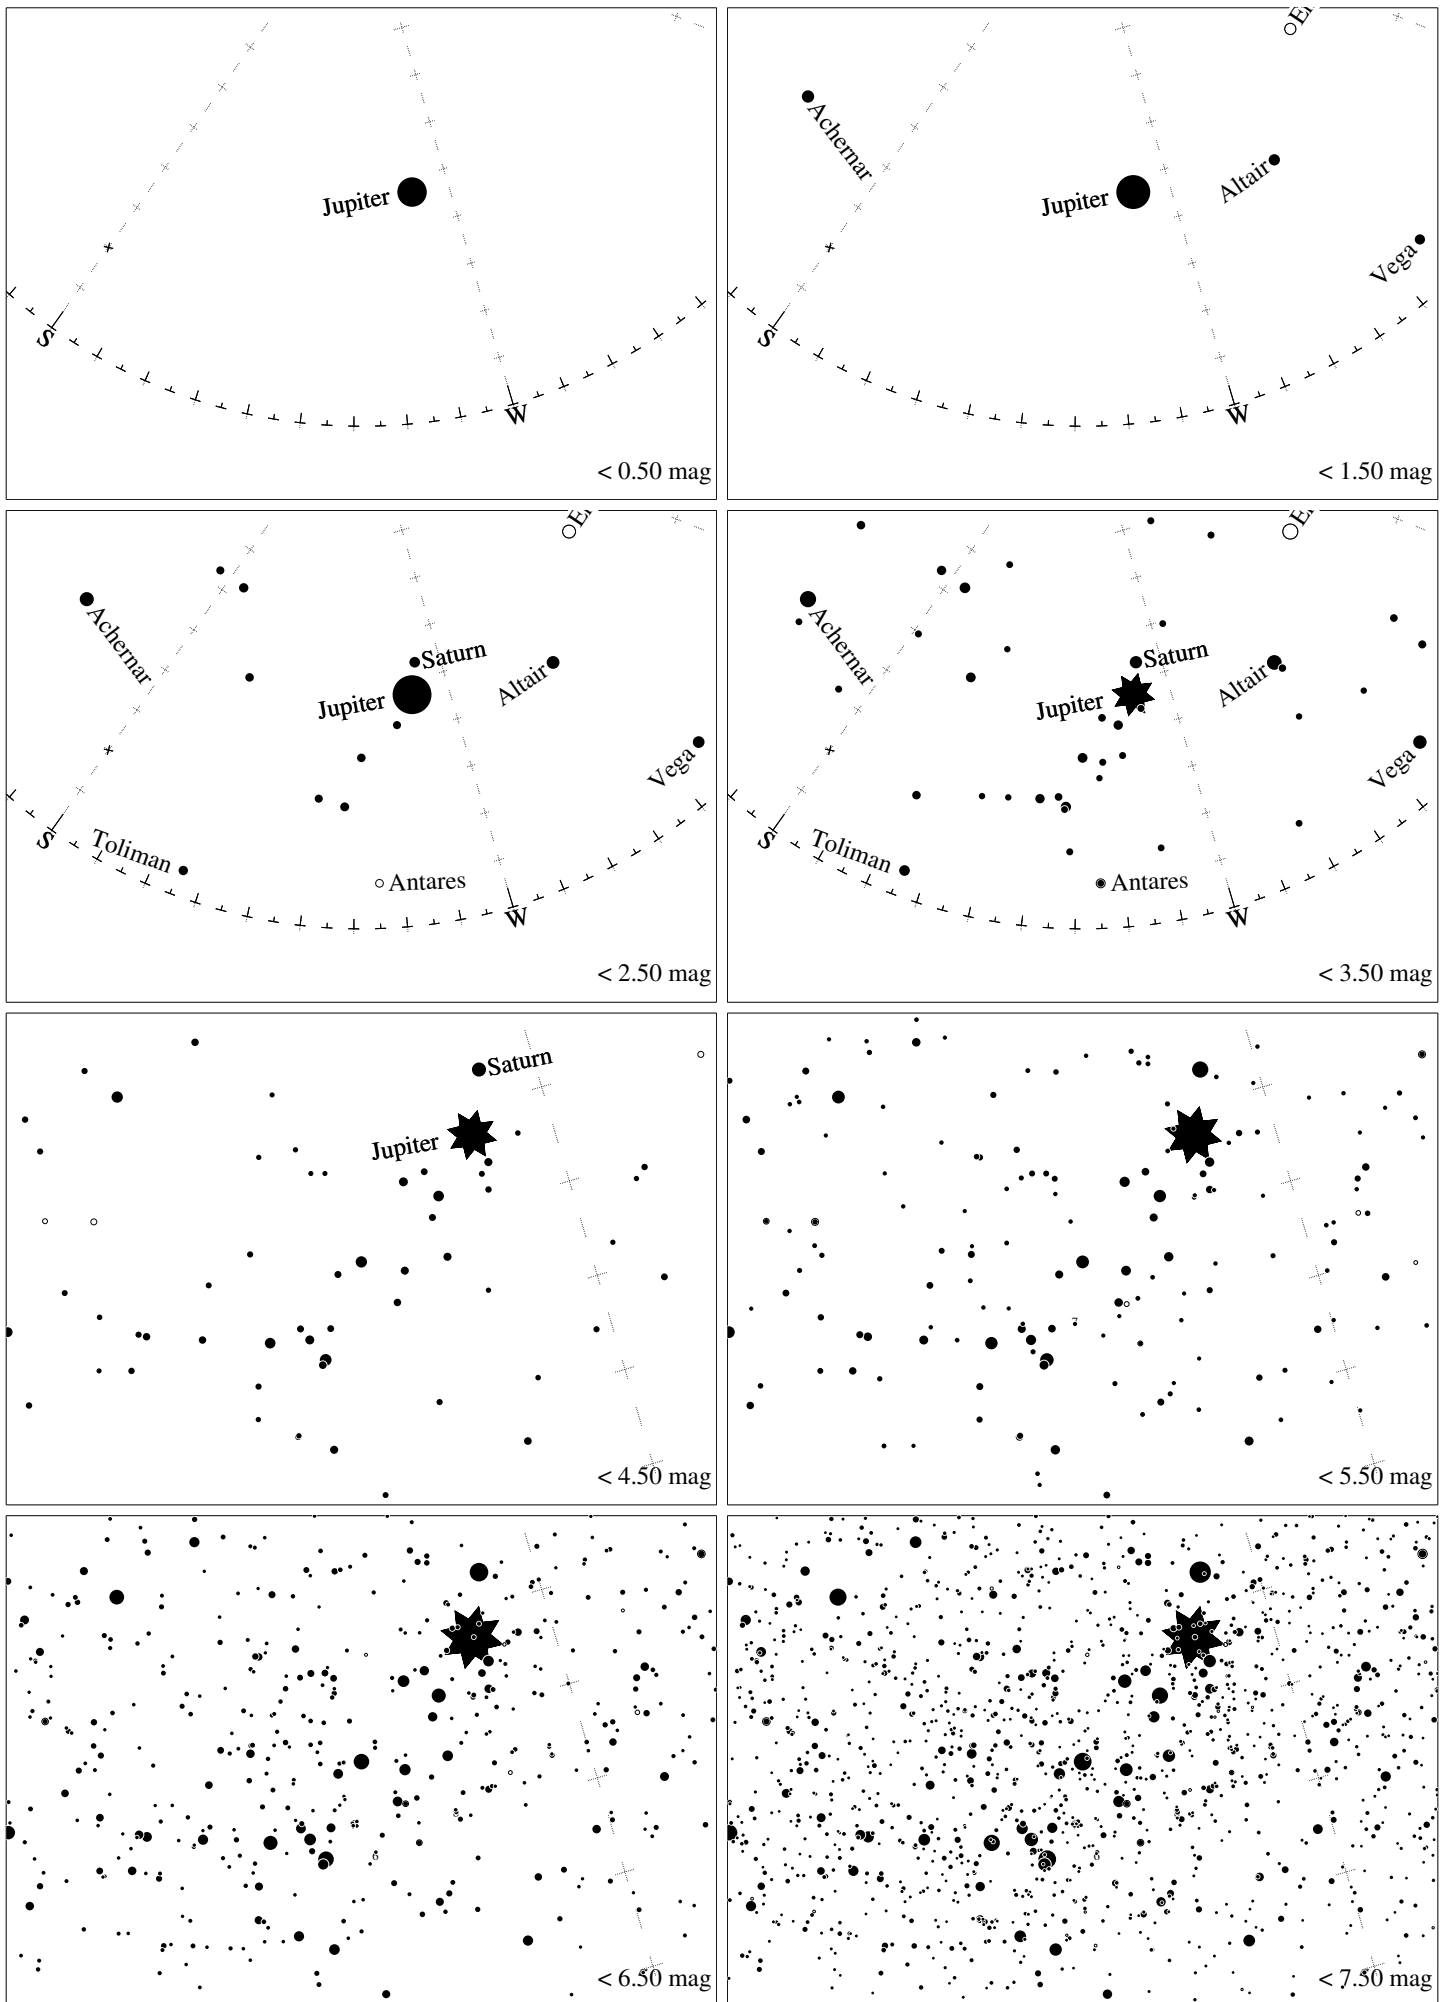 Jupiter
S
W
< 0.50 mag
Achernar
Altair
Jupiter
Vega
S
W
< 1.50 mag
Achernar
Saturn
Altair
Jupiter
Vega
S
Toliman
Antares
W
< 2.50 mag
Achernar
Saturn
Altair
Jupiter
Vega
S
Toliman
Antares
W
< 3.50 mag
Saturn
Jupiter
< 4.50 mag
< 5.50 mag
< 6.50 mag
< 7.50 mag